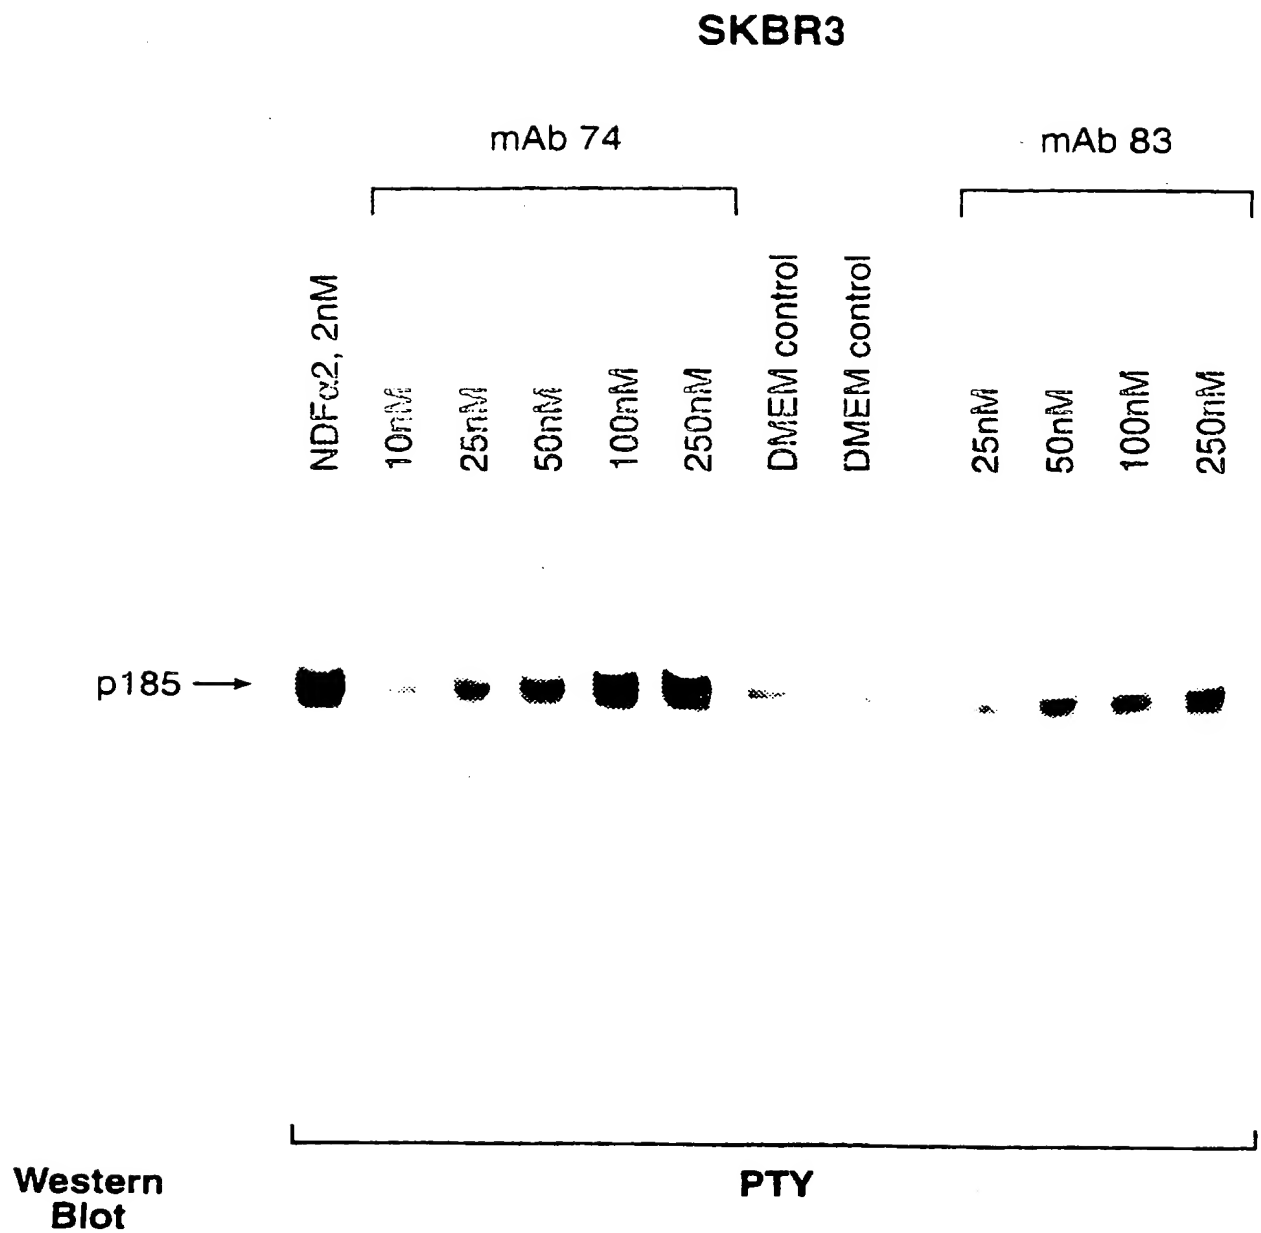 SKBR3
mAb 74
mAb 83
NDFα2, 2nM
10nM
25nM
50nM
100nM
250nM
DMEM control
DMEM control
25nM
50nM
100nM
250nM
p185
Western
Blot
PTY